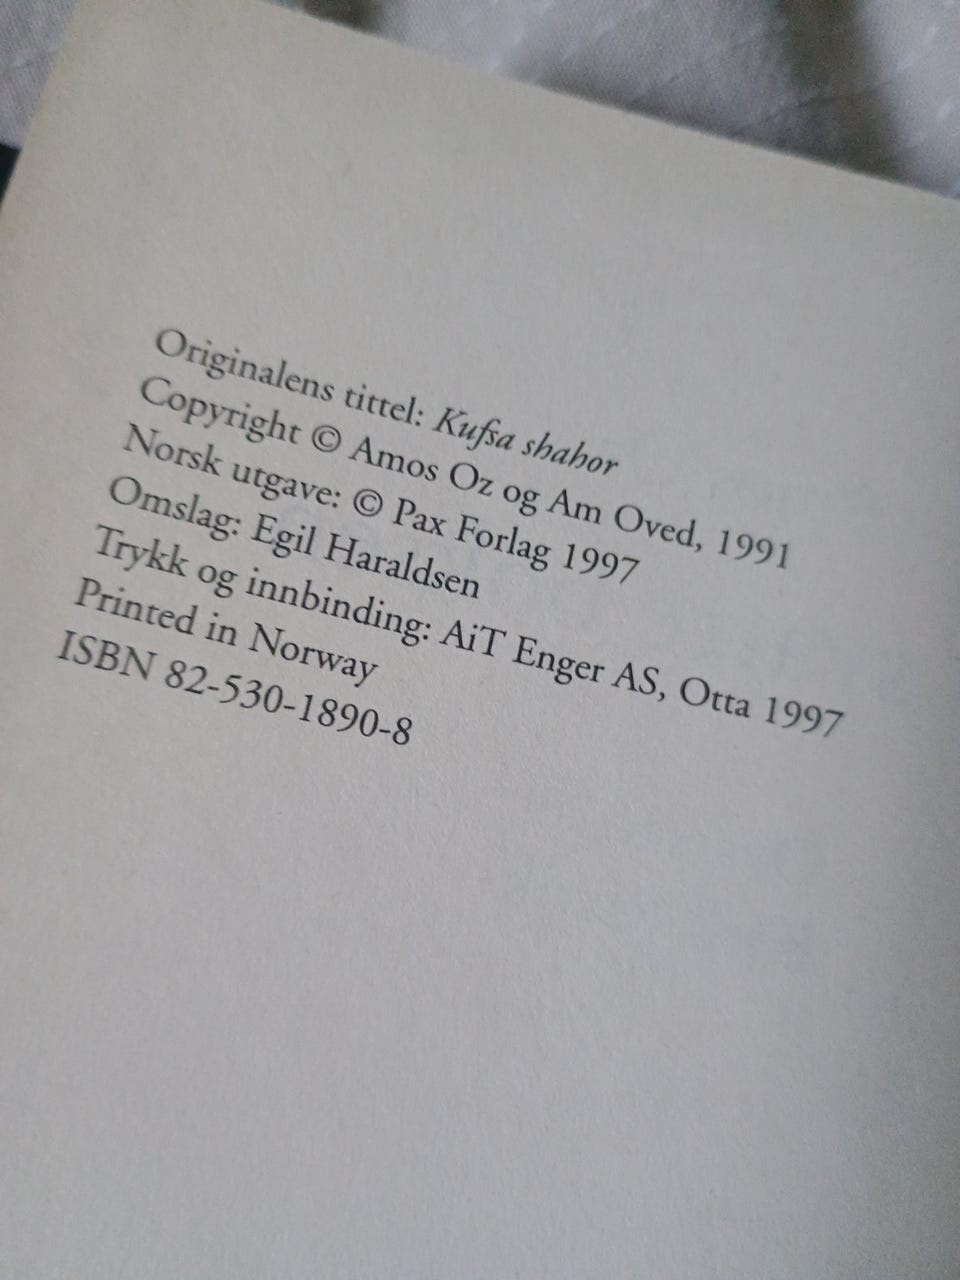 Originalens tittel: Kufsa shahor
Copyright © Amos Oz og Am Oved, 1991
Norsk utgave: © Pax Forlag 1997
Omslag: Egil Haraldsen
Trykk og innbinding: AiT Enger AS, Otta 1997
Printed in Norway
ISBN 82-530-1890-8